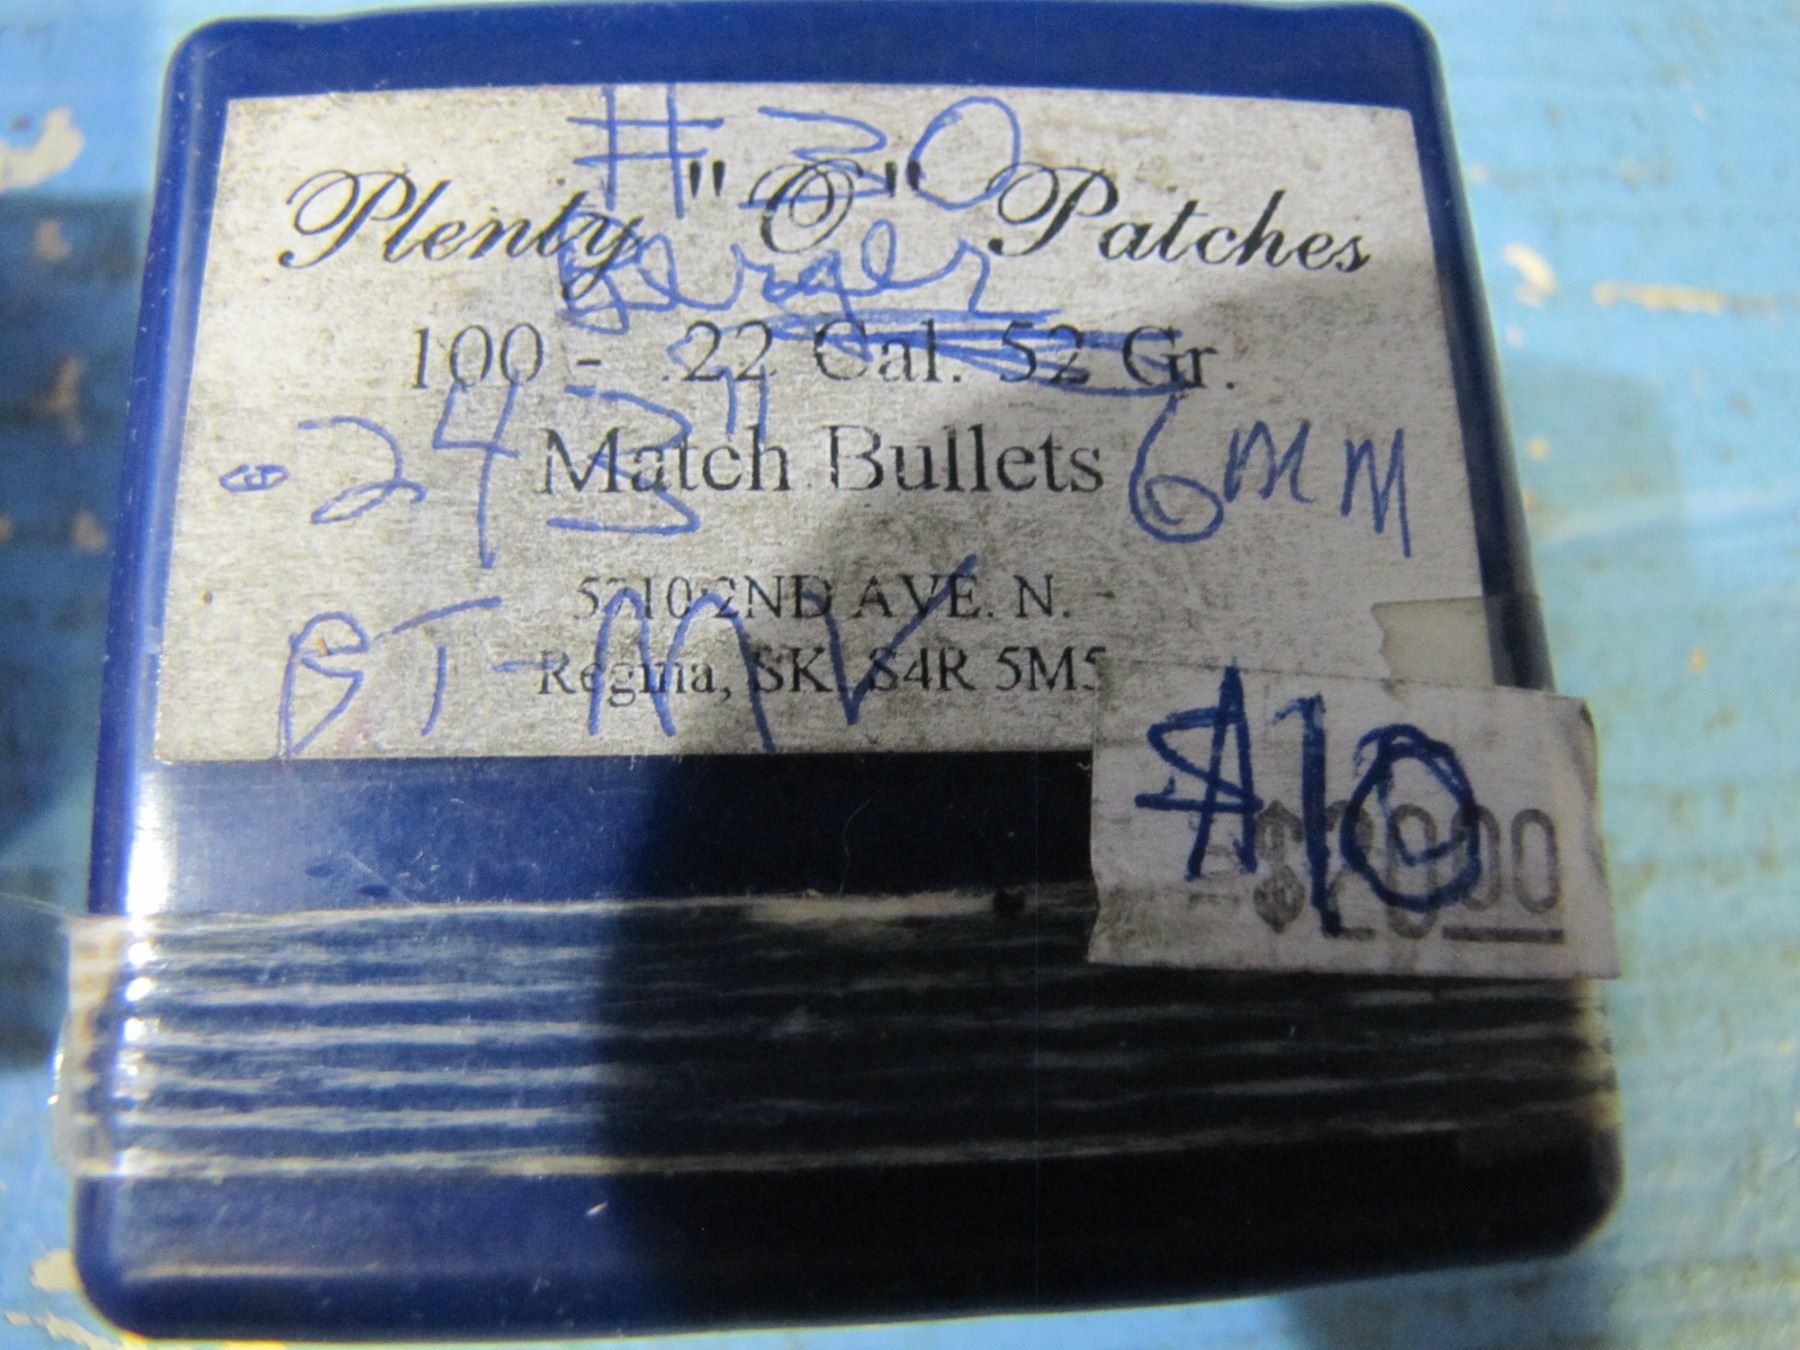 #30
Plenty "O" Patches
Berger
100 - .22 Cal. 52 Gr.
.243" 6mm
Match Bullets
5710 2ND AVE. N.
BT-MV
Regina, SK. S4R 5M5
$10
$20.00